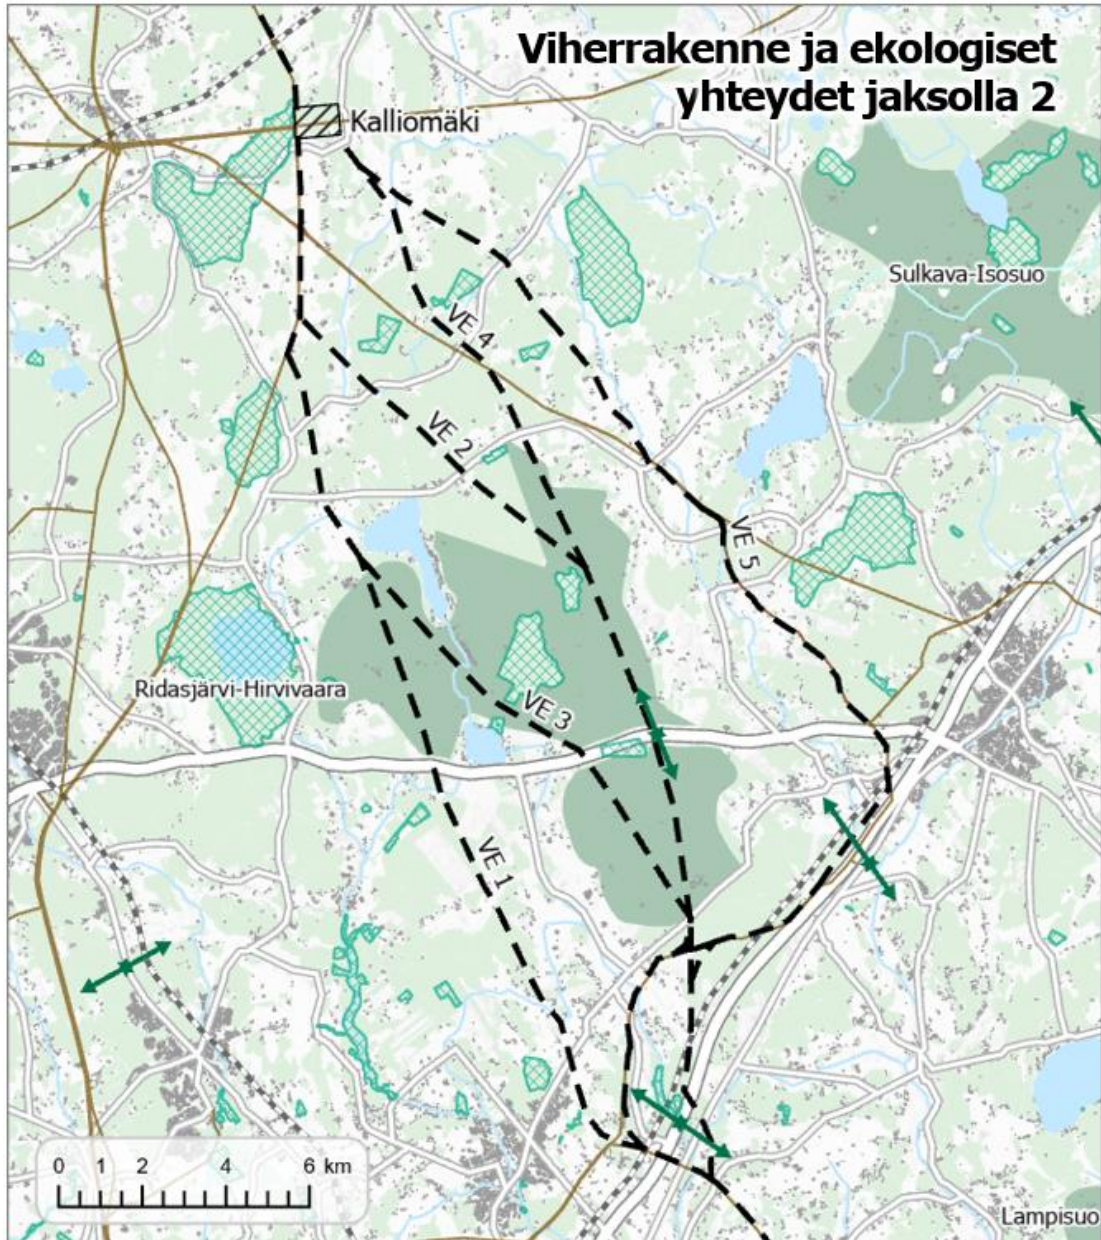 Viherrakenne ja ekologiset
yhteydet jaksolla 2
Kalliomäki
Sulkava-Isosuo
VE 4
VE 2
VE 5
Ridasjärvi-Hirvivaara
VE 3
VE 1
0 1 2 4 6 km
Lampisuo